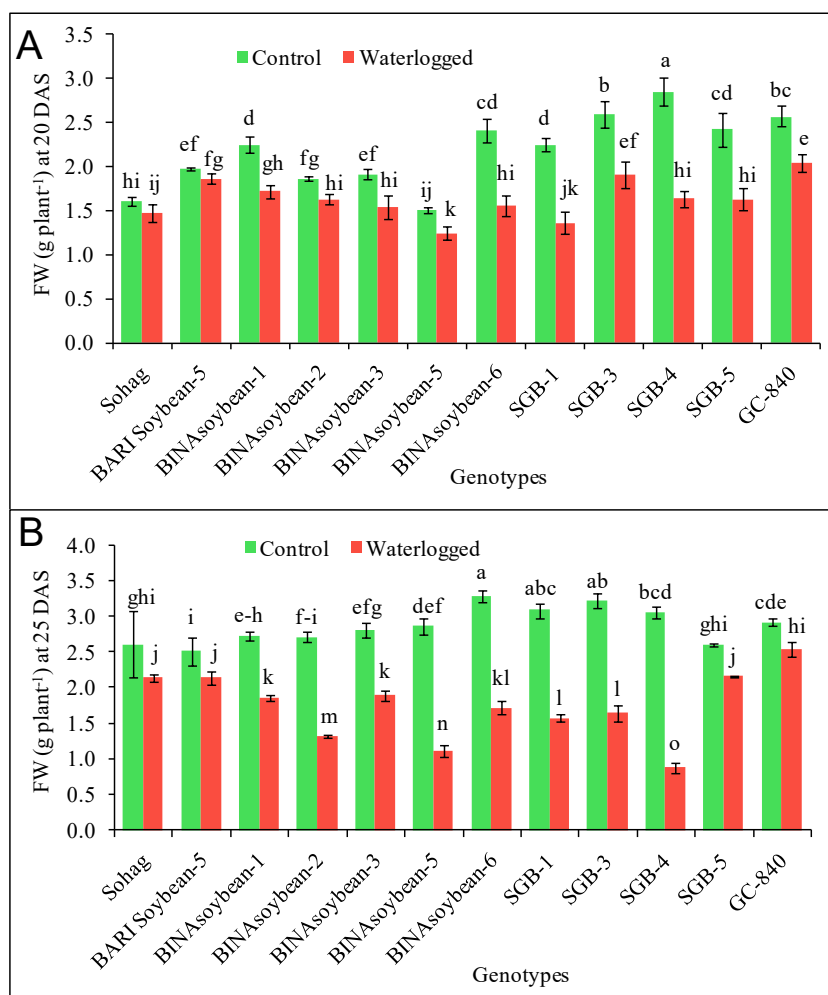 A
Control Waterlogged
FW (g plant⁻¹) at 20 DAS
3.5
3.0
2.5
2.0
1.5
1.0
0.5
0.0
hi ij ef fg d gh fg hi ef hi ij k cd hi d jk b ef a hi cd hi bc e
Sohag
BARI Soybean-5
BINAsoybean-1
BINAsoybean-2
BINAsoybean-3
BINAsoybean-5
BINAsoybean-6
SGB-1
SGB-3
SGB-4
SGB-5
GC-840
Genotypes
B
Control Waterlogged
FW (g plant⁻¹) at 25 DAS
4.0
3.5
3.0
2.5
2.0
1.5
1.0
0.5
0.0
ghi j i j e-h k f-i m efg k def n a kl abc l ab l bcd o ghi j cde hi
Sohag
BARI Soybean-5
BINAsoybean-1
BINAsoybean-2
BINAsoybean-3
BINAsoybean-5
BINAsoybean-6
SGB-1
SGB-3
SGB-4
SGB-5
GC-840
Genotypes